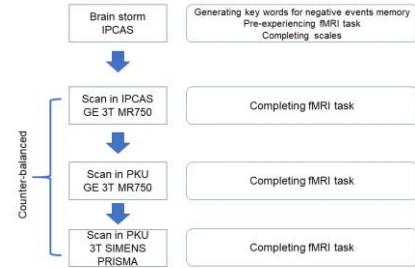 Brain storm
IPCAS
Generating key words for negative events memory
Pre-experiencing fMRI task
Completing scales
Counter-balanced
Scan in IPCAS
GE 3T MR750
Completing fMRI task
Scan in PKU
GE 3T MR750
Completing fMRI task
Scan in PKU
3T SIMENS
PRISMA
Completing fMRI task